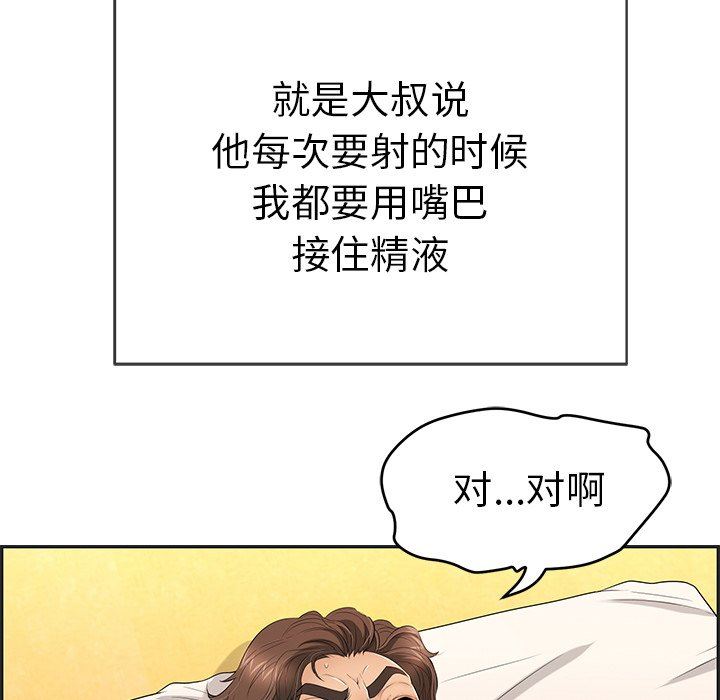 就是大叔说
他每次要射的时候
我都要用嘴巴
接住精液
对…对啊